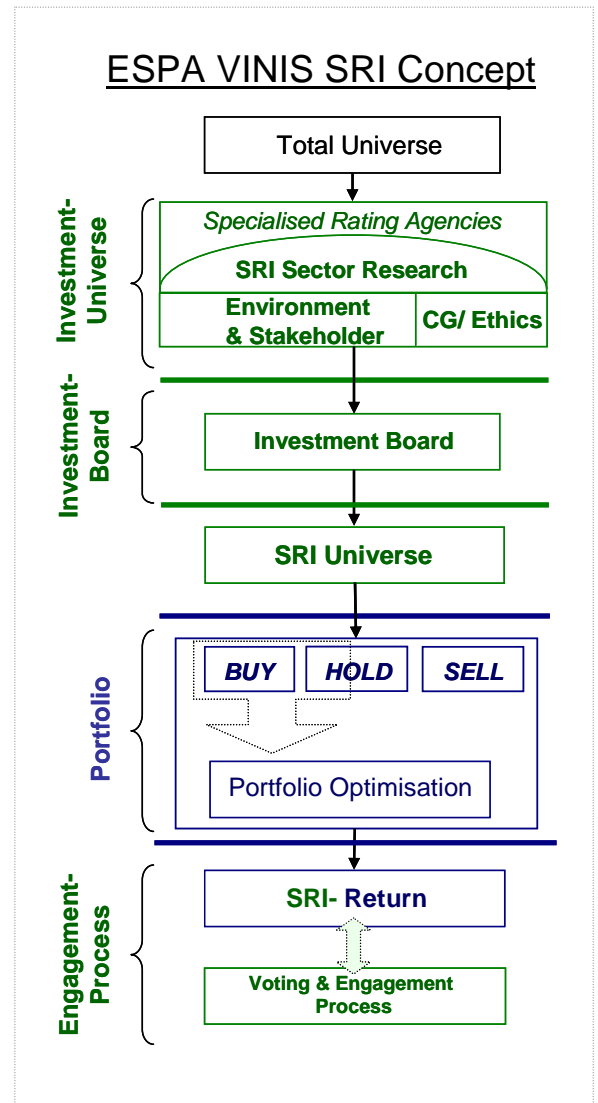 ESPA VINIS SRI Concept
Total Universe
Investment-
Universe
Specialised Rating Agencies
SRI Sector Research
Environment
& Stakeholder
CG/ Ethics
Investment-
Board
Investment Board
SRI Universe
Portfolio
BUY
HOLD
SELL
Portfolio Optimisation
Engagement-
Process
SRI- Return
Voting & Engagement
Process